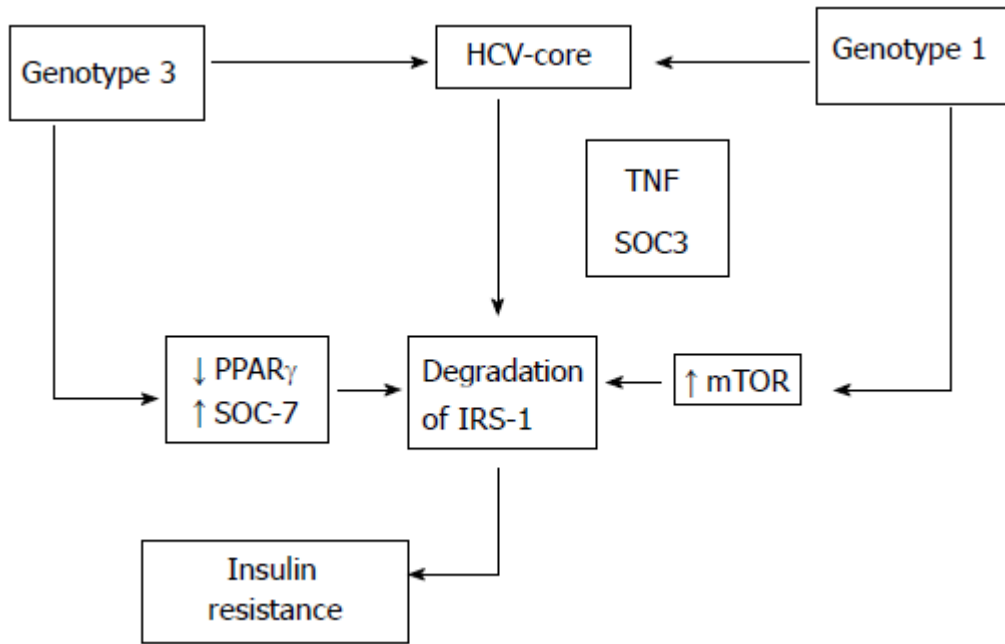 Genotype 3
HCV-core
Genotype 1
TNF
SOC3
↓ PPARγ
↑ SOC-7
Degradation
of IRS-1
↑ mTOR
Insulin
resistance